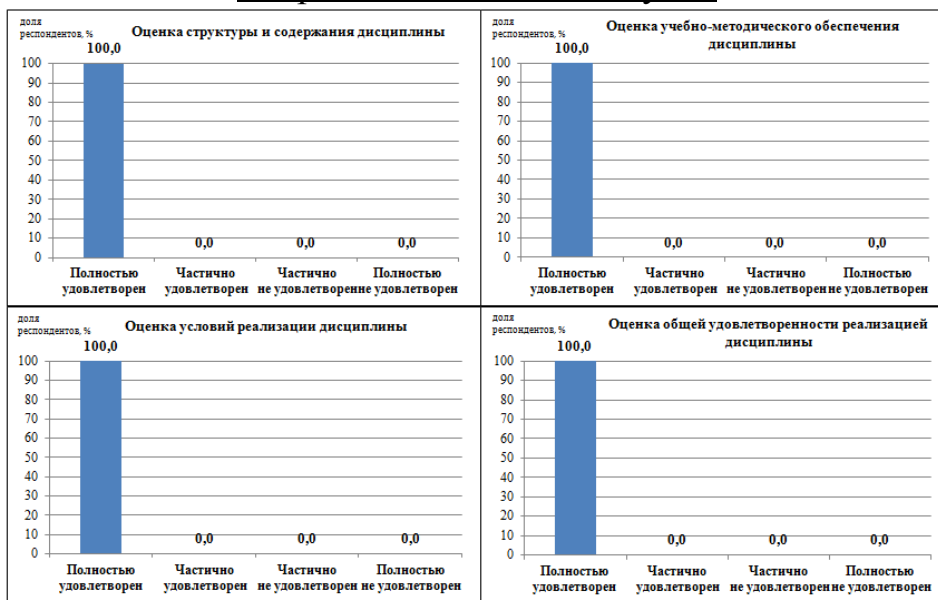 доля
респондентов, %
Оценка структуры и содержания дисциплины
100,0
100
90
80
70
60
50
40
30
20
10
0
0,0 0,0 0,0
Полностью Частично Частично Полностью
удовлетворен удовлетворен не удовлетворен не удовлетворен
доля
респондентов, %
Оценка учебно-методического обеспечения
дисциплины
100,0
100
90
80
70
60
50
40
30
20
10
0
0,0 0,0 0,0
Полностью Частично Частично Полностью
удовлетворен удовлетворен не удовлетворен не удовлетворен
доля
респондентов, %
Оценка условий реализации дисциплины
100,0
100
90
80
70
60
50
40
30
20
10
0
0,0 0,0 0,0
Полностью Частично Частично Полностью
удовлетворен удовлетворен не удовлетворен не удовлетворен
доля
респондентов, %
Оценка общей удовлетворенности реализацией
дисциплины
100,0
100
90
80
70
60
50
40
30
20
10
0
0,0 0,0 0,0
Полностью Частично Частично Полностью
удовлетворен удовлетворен не удовлетворен не удовлетворен